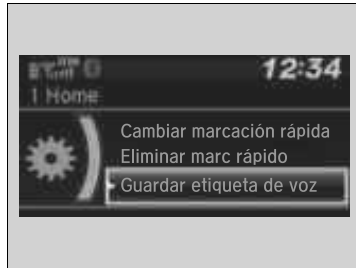 12:34
1 Home
Cambiar marcación rápida
Eliminar marc rápido
Guardar etiqueta de voz